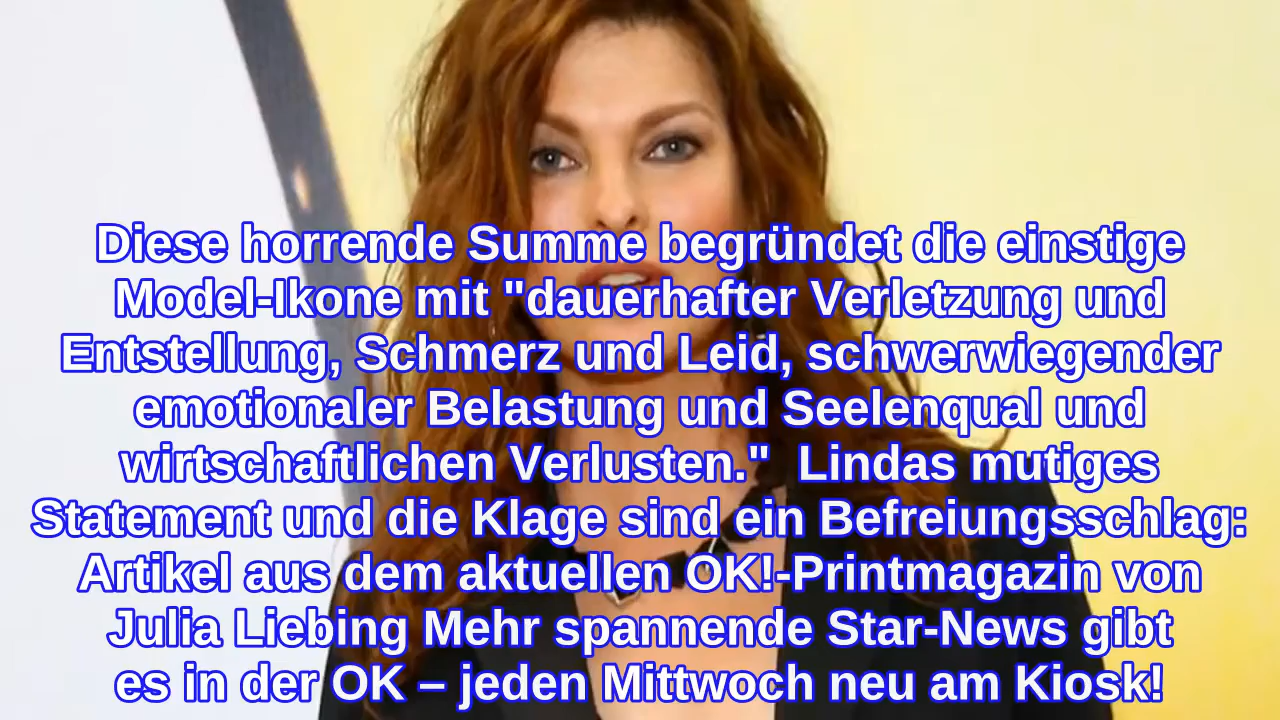 Diese horrende Summe begründet die einstige
Model-Ikone mit "dauerhafter Verletzung und
Entstellung, Schmerz und Leid, schwerwiegender
emotionaler Belastung und Seelenqual und
wirtschaftlichen Verlusten."  Lindas mutiges
Statement und die Klage sind ein Befreiungsschlag:
Artikel aus dem aktuellen OK!-Printmagazin von
Julia Liebing Mehr spannende Star-News gibt
es in der OK – jeden Mittwoch neu am Kiosk!